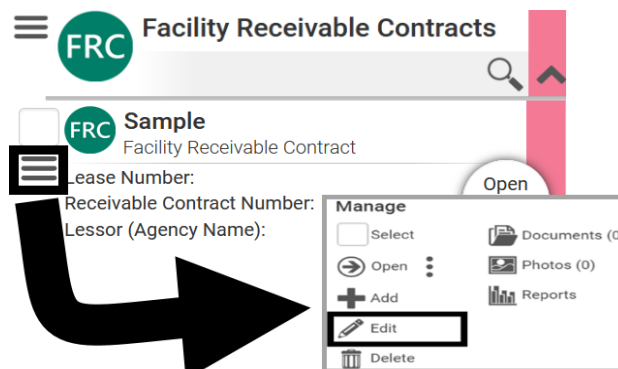 FRC Facility Receivable Contracts
FRC Sample
Facility Receivable Contract
Lease Number:
Open
Receivable Contract Number:
Lessor (Agency Name):
Manage
Select
Documents (0
Open
Photos (0)
Add
Reports
Edit
Delete